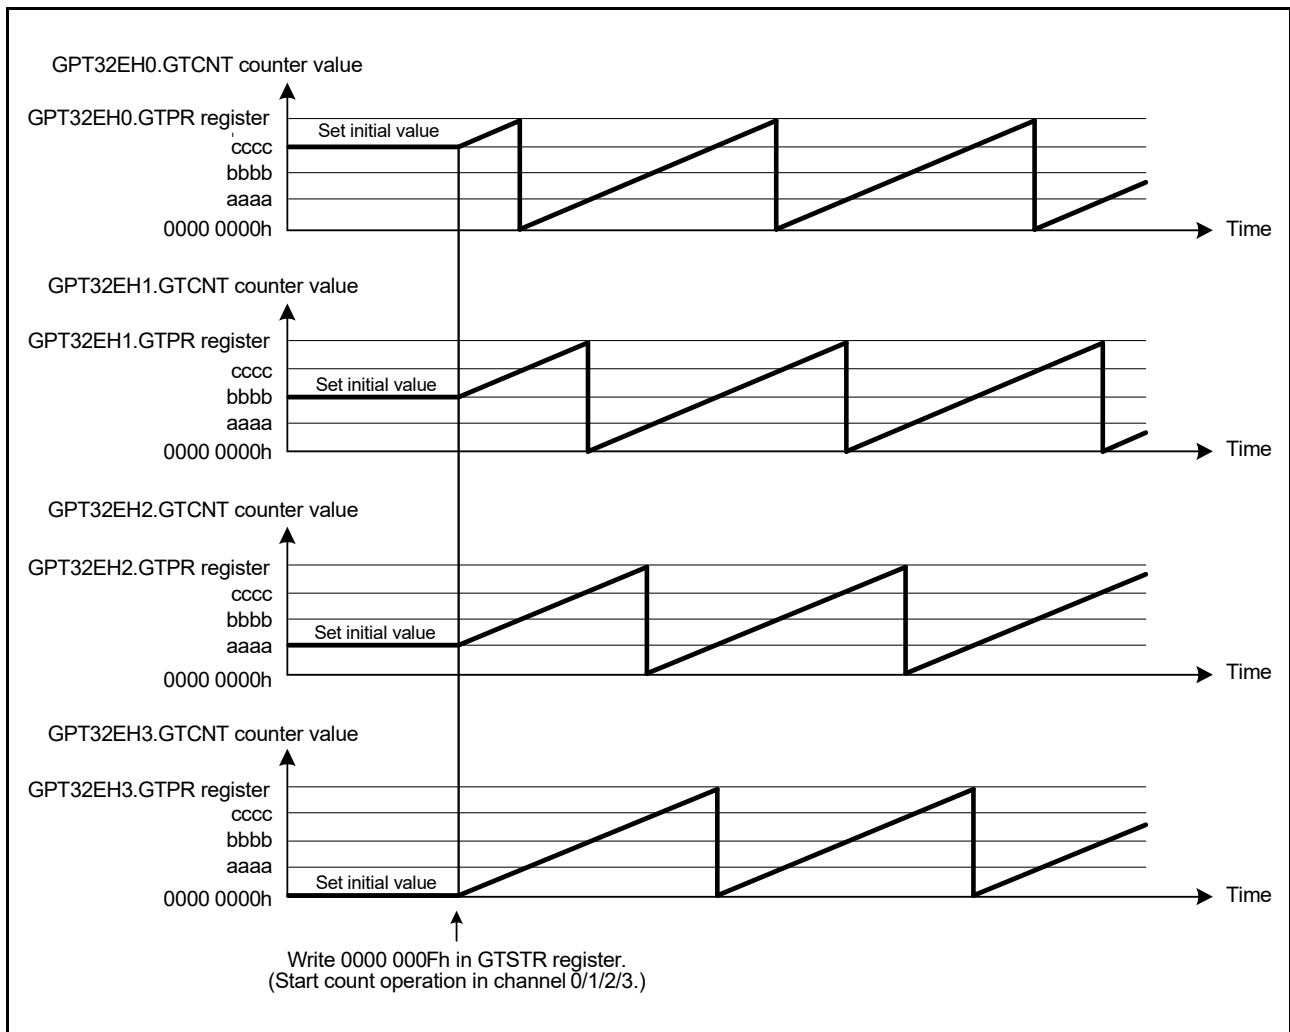 GPT32EH0.GTCNT counter value
GPT32EH0.GTPR register
Set initial value
cccc
bbbb
aaaa
0000 0000h
Time
GPT32EH1.GTCNT counter value
GPT32EH1.GTPR register
cccc
Set initial value
bbbb
aaaa
0000 0000h
Time
GPT32EH2.GTCNT counter value
GPT32EH2.GTPR register
cccc
bbbb
Set initial value
aaaa
0000 0000h
Time
GPT32EH3.GTCNT counter value
GPT32EH3.GTPR register
cccc
bbbb
aaaa
Set initial value
0000 0000h
Time
Write 0000 000Fh in GTSTR register.
(Start count operation in channel 0/1/2/3.)